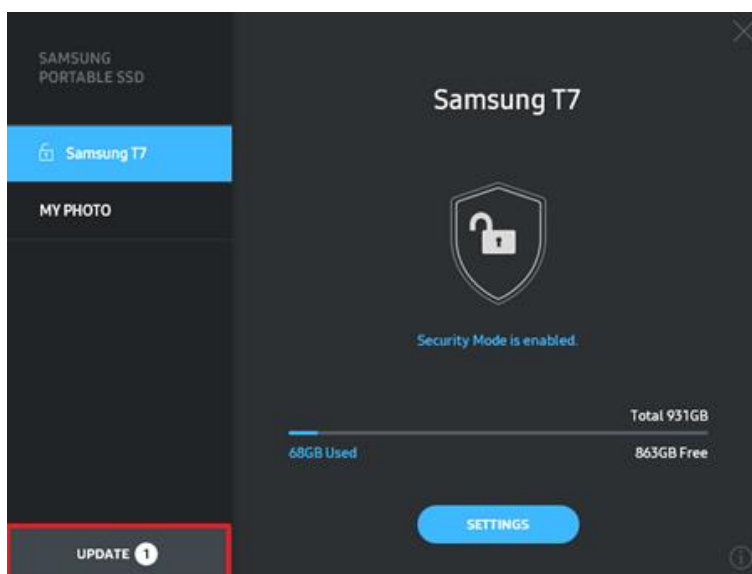 SAMSUNG
PORTABLE SSD
Samsung T7
MY PHOTO
UPDATE 1
Samsung T7
Security Mode is enabled.
Total 931GB
68GB Used
863GB Free
SETTINGS